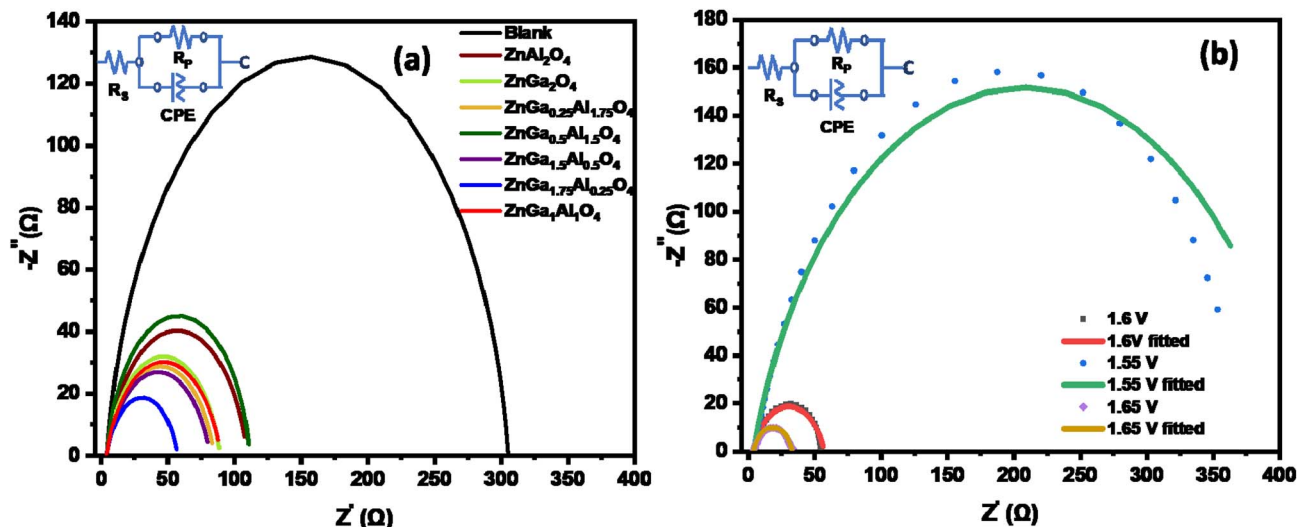 (a)
140
120
100
80
60
40
20
0
-Z'' (Ω)
0 50 100 150 200 250 300 350 400
Z' (Ω)
R_S
R_P
CPE
C
Blank
ZnAl₂O₄
ZnGa₂O₄
ZnGa₀.₂₅Al₁.₇₅O₄
ZnGa₀.₅Al₁.₅O₄
ZnGa₁.₅Al₀.₅O₄
ZnGa₁.₇₅Al₀.₂₅O₄
ZnGa₁Al₁O₄
(b)
180
160
140
120
100
80
60
40
20
0
-Z'' (Ω)
0 50 100 150 200 250 300 350 400
Z' (Ω)
R_S
R_P
CPE
C
1.6 V
1.6V fitted
1.55 V
1.55 V fitted
1.65 V
1.65 V fitted